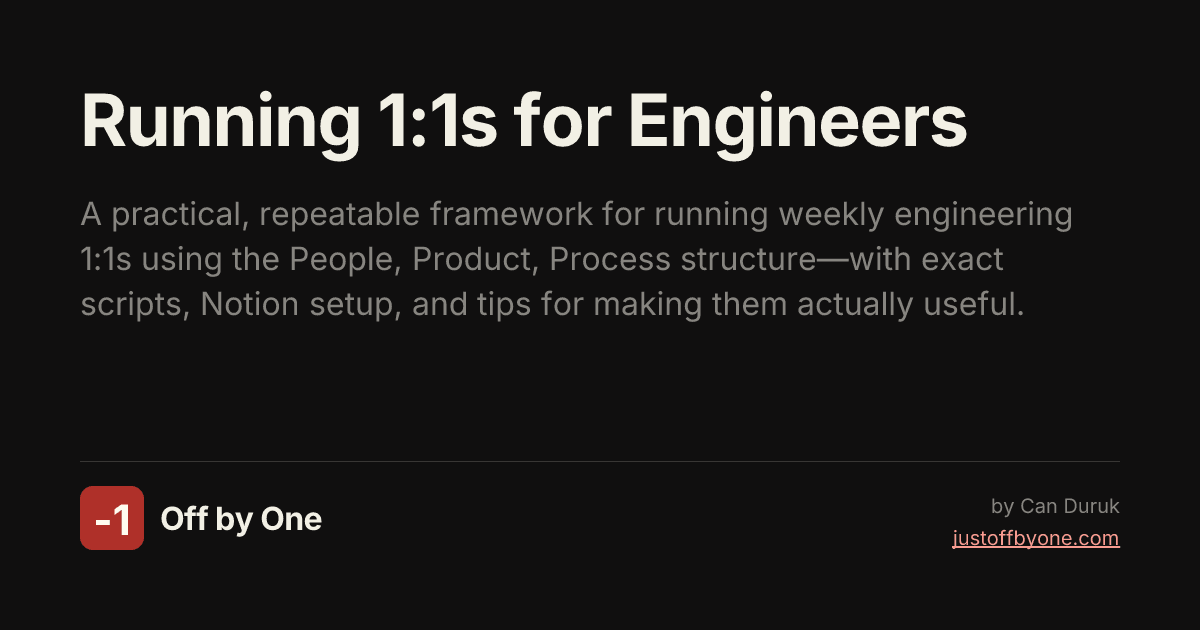 Running 1:1s for Engineers
A practical, repeatable framework for running weekly engineering
1:1s using the People, Product, Process structure—with exact
scripts, Notion setup, and tips for making them actually useful.
-1
Off by One
by Can Duruk
justoffbyone.com